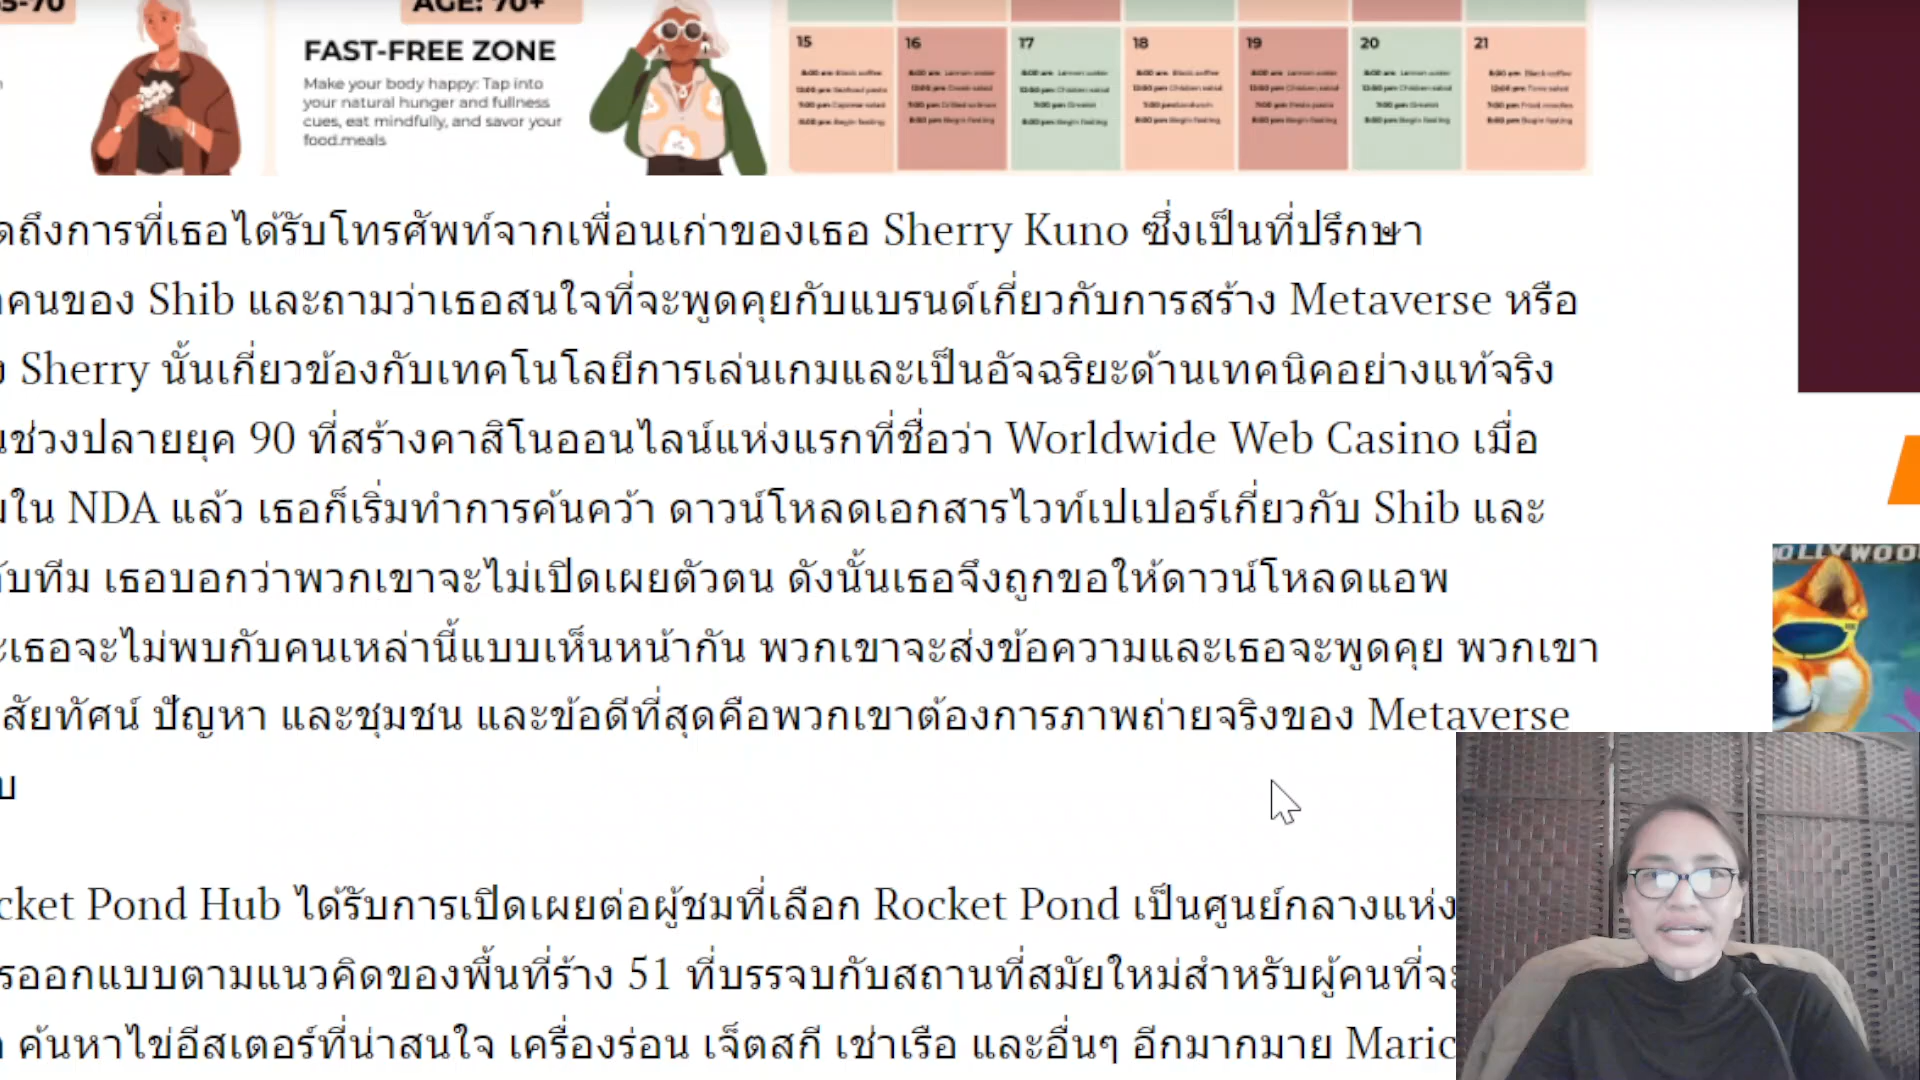 AGE: 70+
FAST-FREE ZONE
Make your body happy: Tap into
your natural hunger and fullness
cues, eat mindfully, and savor your
food.meals
15 16 17 18 19 20 21
ถึงการที่เธอได้รับโทรศัพท์จากเพื่อนเก่าของเธอ Sherry Kuno ซึ่งเป็นที่ปรึกษา
คนของ Shib และถามว่าเธอสนใจที่จะพูดคุยกับแบรนด์เกี่ยวกับการสร้าง Metaverse หรือ
Sherry นั้นเกี่ยวข้องกับเทคโนโลยีการเล่นเกมและเป็นอัจฉริยะด้านเทคนิคอย่างแท้จริง
ช่วงปลายยุค 90 ที่สร้างคาสิโนออนไลน์แห่งแรกที่ชื่อว่า Worldwide Web Casino เมื่อ
ใน NDA แล้ว เธอก็เริ่มทำการค้นคว้า ดาวน์โหลดเอกสารไวท์เปเปอร์เกี่ยวกับ Shib และ
ับทีม เธอบอกว่าพวกเขาจะไม่เปิดเผยตัวตน ดังนั้นเธอจึงถูกขอให้ดาวน์โหลดแอพ
ะเธอจะไม่พบกับคนเหล่านี้แบบเห็นหน้ากัน พวกเขาจะส่งข้อความและเธอจะพูดคุย พวกเขา
สัยทัศน์ ปัญหา และชุมชน และข้อดีที่สุดคือพวกเขาต้องการภาพถ่ายจริงของ Metaverse
บ
cket Pond Hub ได้รับการเปิดเผยต่อผู้ชมที่เลือก Rocket Pond เป็นศูนย์กลางแห่ง
รออกแบบตามแนวคิดของพื้นที่ร้าง 51 ที่บรรจบกับสถานที่สมัยใหม่สำหรับผู้คนที่จะ
ค้นหาไข่อีสเตอร์ที่น่าสนใจ เครื่องร่อน เจ็ตสกี เช่าเรือ และอื่นๆ อีกมากมาย Maric